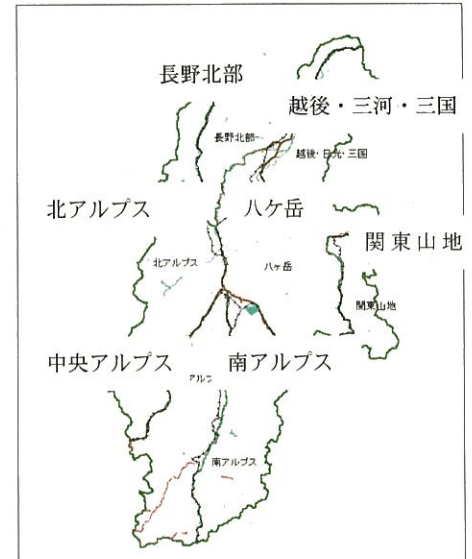 長野北部
越後・三河・三国
長野北部
越後・日光・三国
北アルプス
八ケ岳
関東山地
北アルプス
八ヶ岳
関東山地
中央アルプス
南アルプス
アルプ
南アルプス